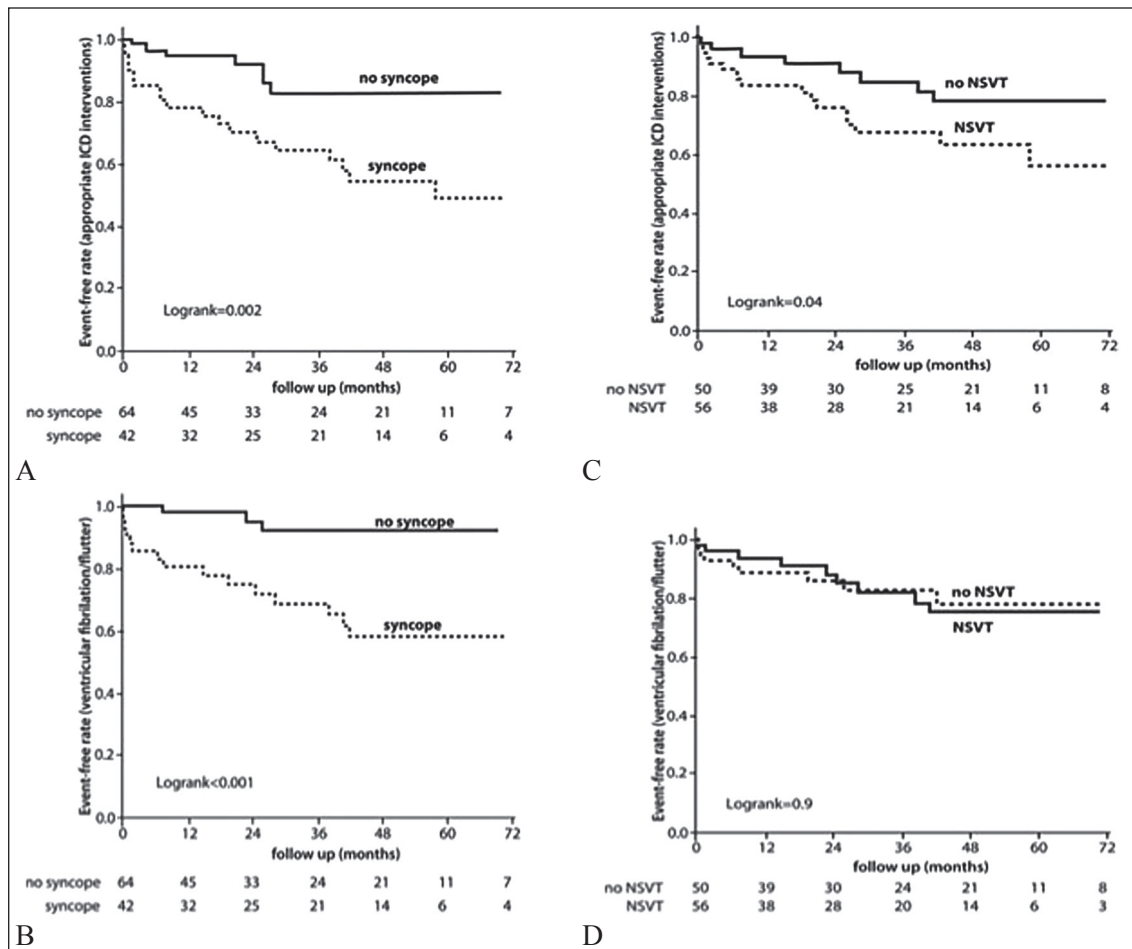 Event-free rate (appropriate ICD interventions)
1.0
0.8
0.6
0.4
0.2
0.0
no syncope
syncope
Logrank=0.002
0 12 24 36 48 60 72
follow up (months)
no syncope 64 45 33 24 21 11 7
syncope 42 32 25 21 14 6 4
A
Event-free rate (appropriate ICD interventions)
1.0
0.8
0.6
0.4
0.2
0.0
no NSVT
NSVT
Logrank=0.04
0 12 24 36 48 60 72
follow up (months)
no NSVT 50 39 30 25 21 11 8
NSVT 56 38 28 21 14 6 4
C
Event-free rate (ventricular fibrilation/flutter)
1.0
0.8
0.6
0.4
0.2
0.0
no syncope
syncope
Logrank<0.001
0 12 24 36 48 60 72
follow up (months)
no syncope 64 45 33 24 21 11 7
syncope 42 32 25 21 14 6 4
B
Event-free rate (ventricular fibrilation/flutter)
1.0
0.8
0.6
0.4
0.2
0.0
no NSVT
NSVT
Logrank=0.9
0 12 24 36 48 60 72
follow up (months)
no NSVT 50 39 30 24 21 11 8
NSVT 56 38 28 20 14 6 3
D